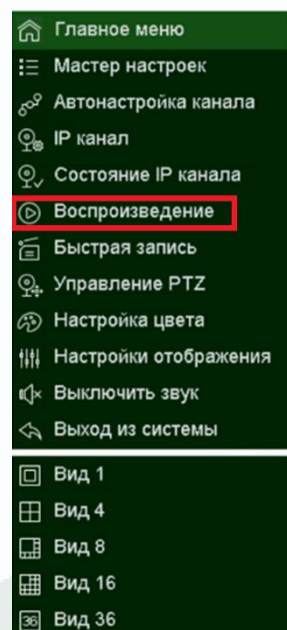 Главное меню
Мастер настроек
Автонастройка канала
IP канал
Состояние IP канала
Воспроизведение
Быстрая запись
Управление PTZ
Настройка цвета
Настройки отображения
Выключить звук
Выход из системы
Вид 1
Вид 4
Вид 8
Вид 16
36 Вид 36